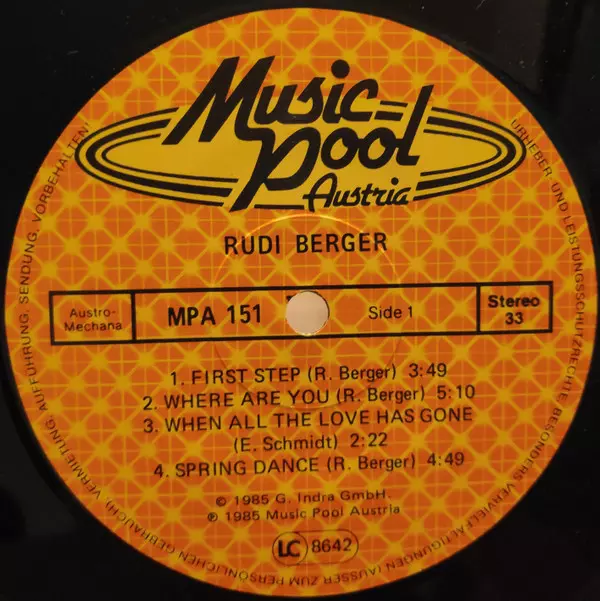 Music
Pool
Austria
RUDI BERGER
Austro-
Mechana
MPA 151
Side 1
Stereo
33
1. FIRST STEP (R. Berger) 3:49
2. WHERE ARE YOU (R. Berger) 5:10
3. WHEN ALL THE LOVE HAS GONE
(E. Schmidt) 2:22
4. SPRING DANCE (R. Berger) 4:49
© 1985 G. Indra GmbH.
℗ 1985 Music Pool Austria
LC 8642
URHEBER- UND LEISTUNGSSCHUTZRECHTE, BESONDERS VERVIELFÄLTIGUNGEN (AUSSER ZUM PERSÖNLICHEN GEBRAUCH), VERMIETUNG, AUFFÜHRUNG, SENDUNG, VORBEHALTEN!